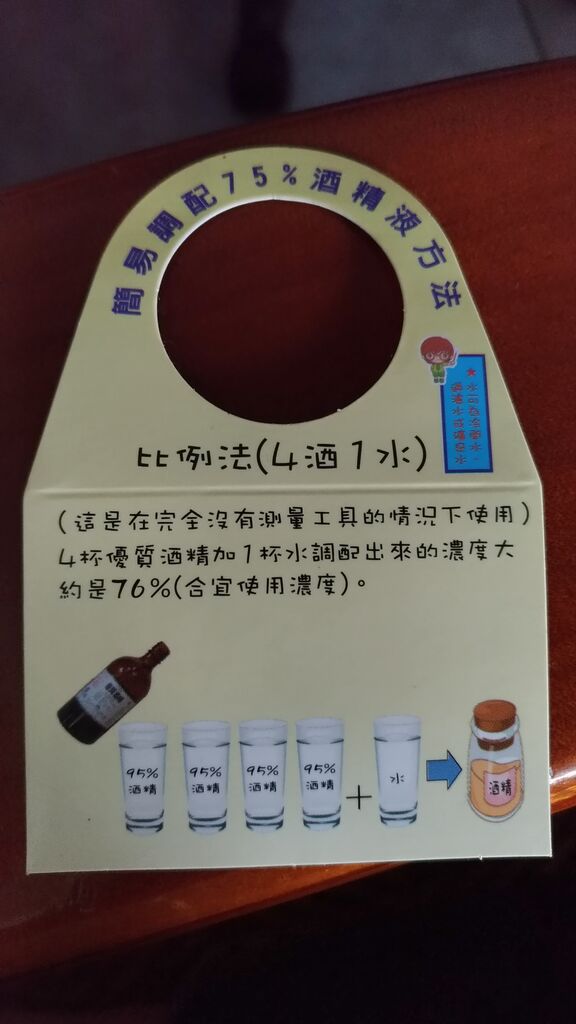 簡易調配75%酒精液方法
比例法(4酒1水)
(這是在完全沒有測量工具的情況下使用)
4杯優質酒精加1杯水調配出來的濃度大
約是76%(合宜使用濃度)。
95%
酒精
95%
酒精
95%
酒精
95%
酒精
+
水
酒精